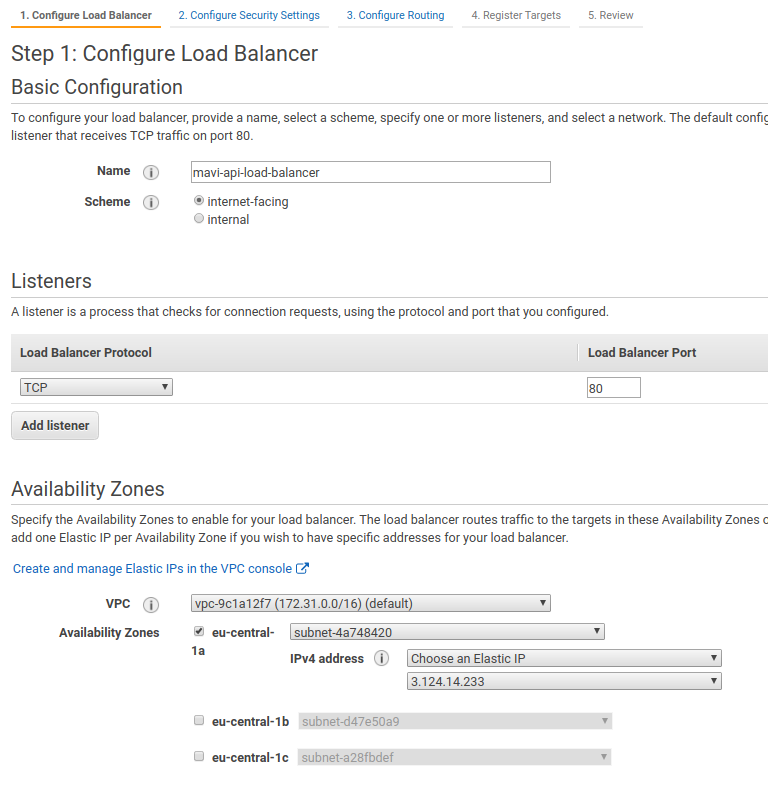 1. Configure Load Balancer 2. Configure Security Settings 3. Configure Routing 4. Register Targets 5. Review
Step 1: Configure Load Balancer
Basic Configuration
To configure your load balancer, provide a name, select a scheme, specify one or more listeners, and select a network. The default config
listener that receives TCP traffic on port 80.
Name i mavi-api-load-balancer
Scheme i internet-facing
internal
Listeners
A listener is a process that checks for connection requests, using the protocol and port that you configured.
Load Balancer Protocol Load Balancer Port
TCP 80
Add listener
Availability Zones
Specify the Availability Zones to enable for your load balancer. The load balancer routes traffic to the targets in these Availability Zones o
add one Elastic IP per Availability Zone if you wish to have specific addresses for your load balancer.
Create and manage Elastic IPs in the VPC console
VPC i vpc-9c1a12f7 (172.31.0.0/16) (default)
Availability Zones eu-central-1a subnet-4a748420
IPv4 address i Choose an Elastic IP
3.124.14.233
eu-central-1b subnet-d47e50a9
eu-central-1c subnet-a28fbdef